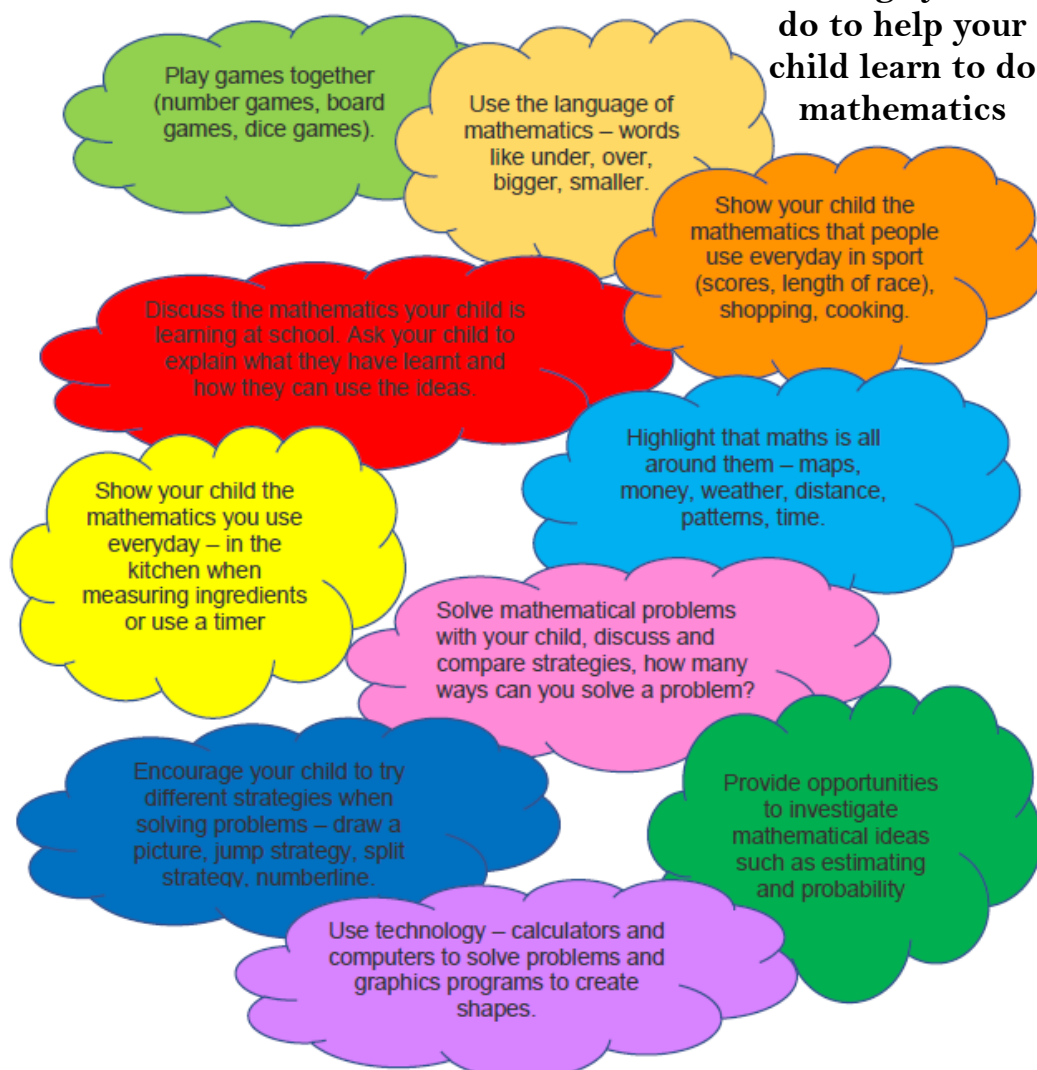 do to help your
child learn to do
mathematics
Play games together
(number games, board
games, dice games).
Use the language of
mathematics – words
like under, over,
bigger, smaller.
Show your child the
mathematics that people
use everyday in sport
(scores, length of race),
shopping, cooking.
Discuss the mathematics your child is
learning at school. Ask your child to
explain what they have learnt and
how they can use the ideas.
Highlight that maths is all
around them – maps,
money, weather, distance,
patterns, time.
Show your child the
mathematics you use
everyday – in the
kitchen when
measuring ingredients
or use a timer
Solve mathematical problems
with your child, discuss and
compare strategies, how many
ways can you solve a problem?
Encourage your child to try
different strategies when
solving problems – draw a
picture, jump strategy, split
strategy, numberline.
Provide opportunities
to investigate
mathematical ideas
such as estimating
and probability
Use technology – calculators and
computers to solve problems and
graphics programs to create
shapes.